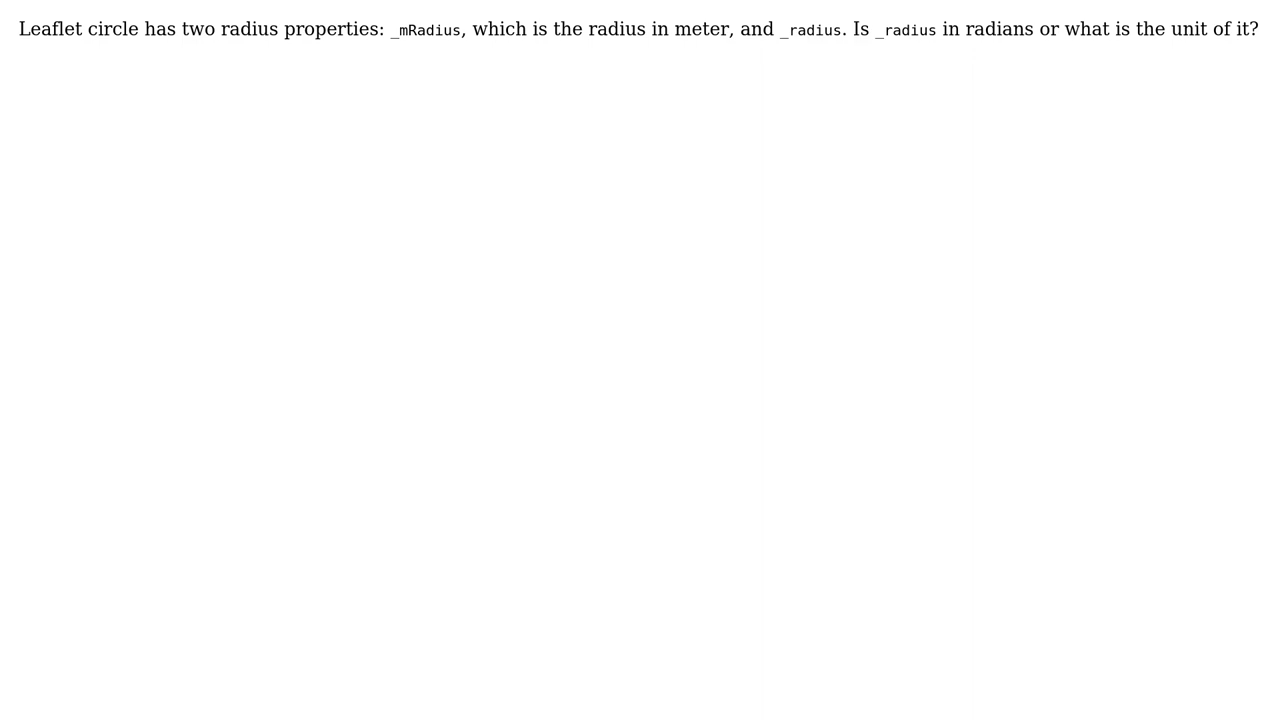 Leaflet circle has two radius properties: _mRadius, which is the radius in meter, and _radius. Is _radius in radians or what is the unit of it?